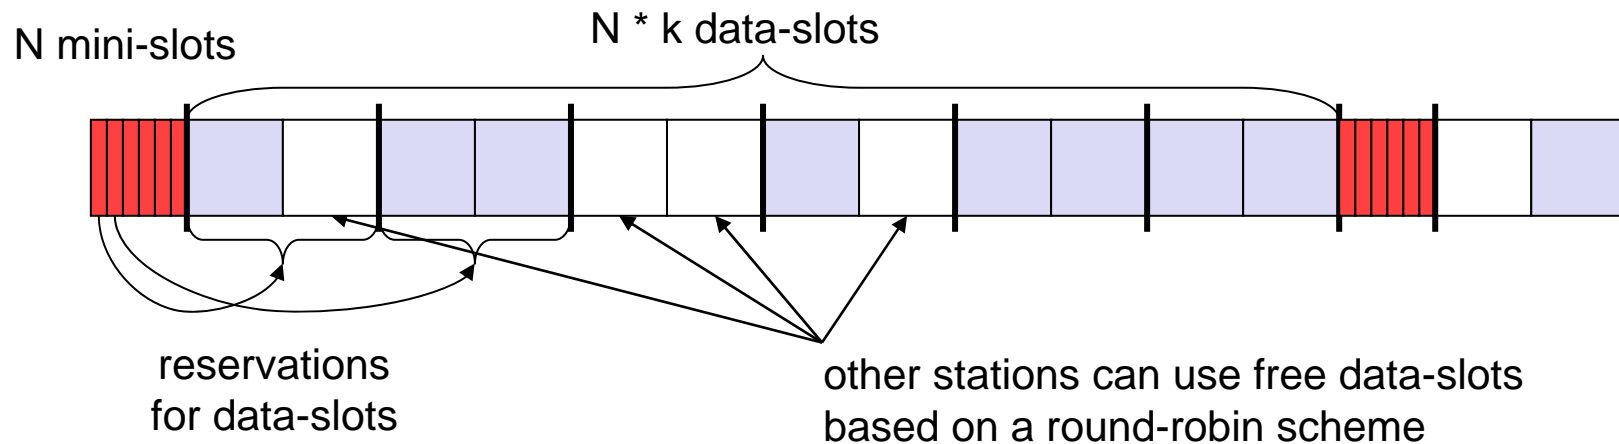 N mini-slots
N * k data-slots
reservations
for data-slots
other stations can use free data-slots
based on a round-robin scheme